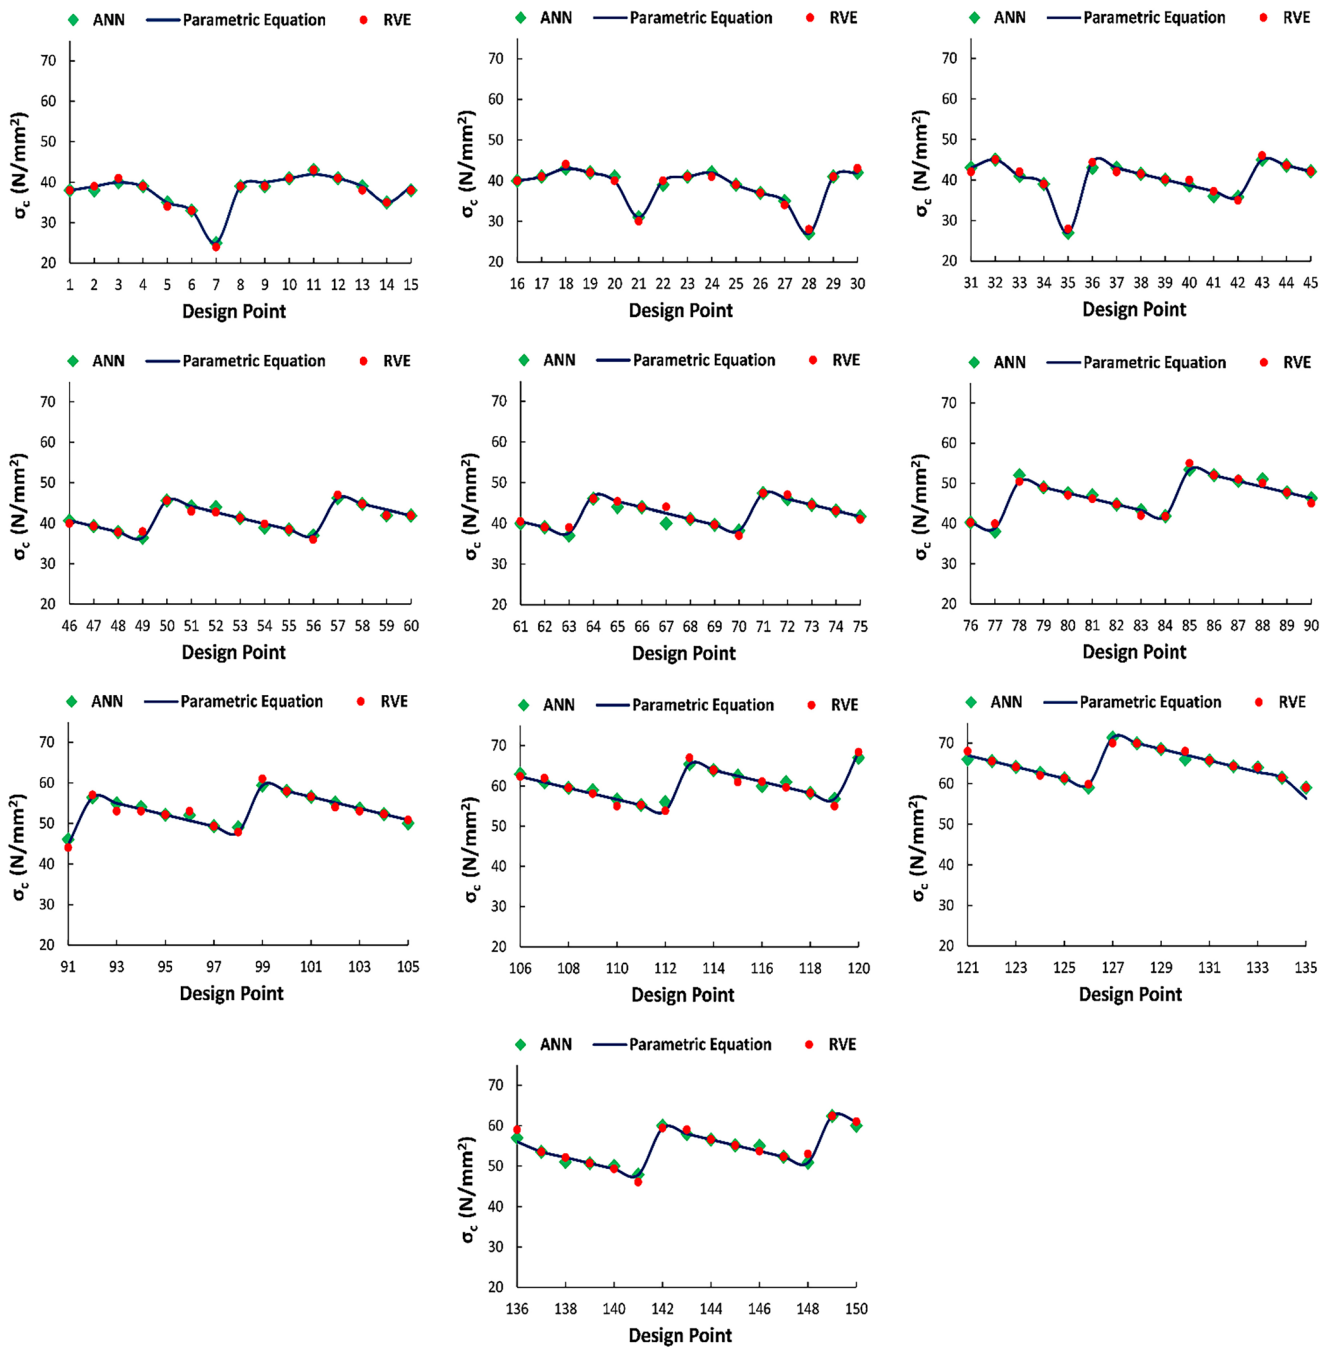 ANN Parametric Equation RVE
σc (N/mm²)
70
60
50
40
30
20
1 2 3 4 5 6 7 8 9 10 11 12 13 14 15
Design Point
ANN Parametric Equation RVE
σc (N/mm²)
70
60
50
40
30
20
16 17 18 19 20 21 22 23 24 25 26 27 28 29 30
Design Point
ANN Parametric Equation RVE
σc (N/mm²)
70
60
50
40
30
20
31 32 33 34 35 36 37 38 39 40 41 42 43 44 45
Design Point
ANN Parametric Equation RVE
σc (N/mm²)
70
60
50
40
30
20
46 47 48 49 50 51 52 53 54 55 56 57 58 59 60
Design Point
ANN Parametric Equation RVE
σc (N/mm²)
70
60
50
40
30
20
61 62 63 64 65 66 67 68 69 70 71 72 73 74 75
Design Point
ANN Parametric Equation RVE
σc (N/mm²)
70
60
50
40
30
20
76 77 78 79 80 81 82 83 84 85 86 87 88 89 90
Design Point
ANN Parametric Equation RVE
σc (N/mm²)
70
60
50
40
30
20
91 93 95 97 99 101 103 105
Design Point
ANN Parametric Equation RVE
σc (N/mm²)
70
60
50
40
30
20
106 108 110 112 114 116 118 120
Design Point
ANN Parametric Equation RVE
σc (N/mm²)
70
60
50
40
30
20
121 123 125 127 129 131 133 135
Design Point
ANN Parametric Equation RVE
σc (N/mm²)
70
60
50
40
30
20
136 138 140 142 144 146 148 150
Design Point